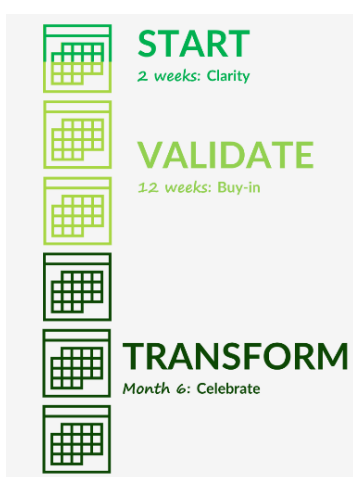 START
2 weeks: Clarity
VALIDATE
12 weeks: Buy-in
TRANSFORM
Month 6: Celebrate